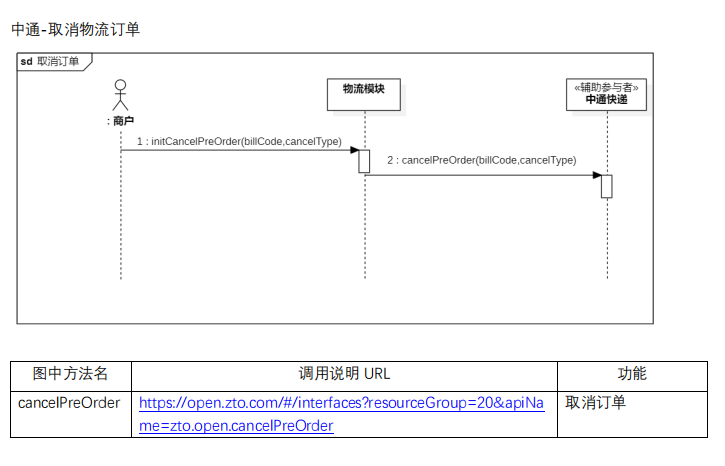 中通-取消物流订单
sd 取消订单
: 商户
物流模块
«辅助参与者»
中通快递
1 : initCancelPreOrder(billCode,cancelType)
2 : cancelPreOrder(billCode,cancelType)
图中方法名 调用说明 URL 功能
cancelPreOrder https://open.zto.com/#/interfaces?resourceGroup=20&apiNa 取消订单
me=zto.open.cancelPreOrder